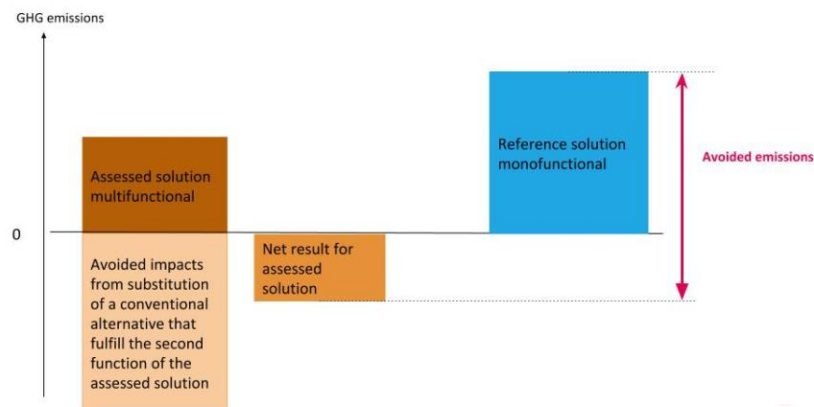 GHG emissions
Assessed solution
multifunctional
Reference solution
monofunctional
Avoided emissions
0
Avoided impacts
from substitution
of a conventional
alternative that
fulfill the second
function of the
assessed solution
Net result for
assessed
solution